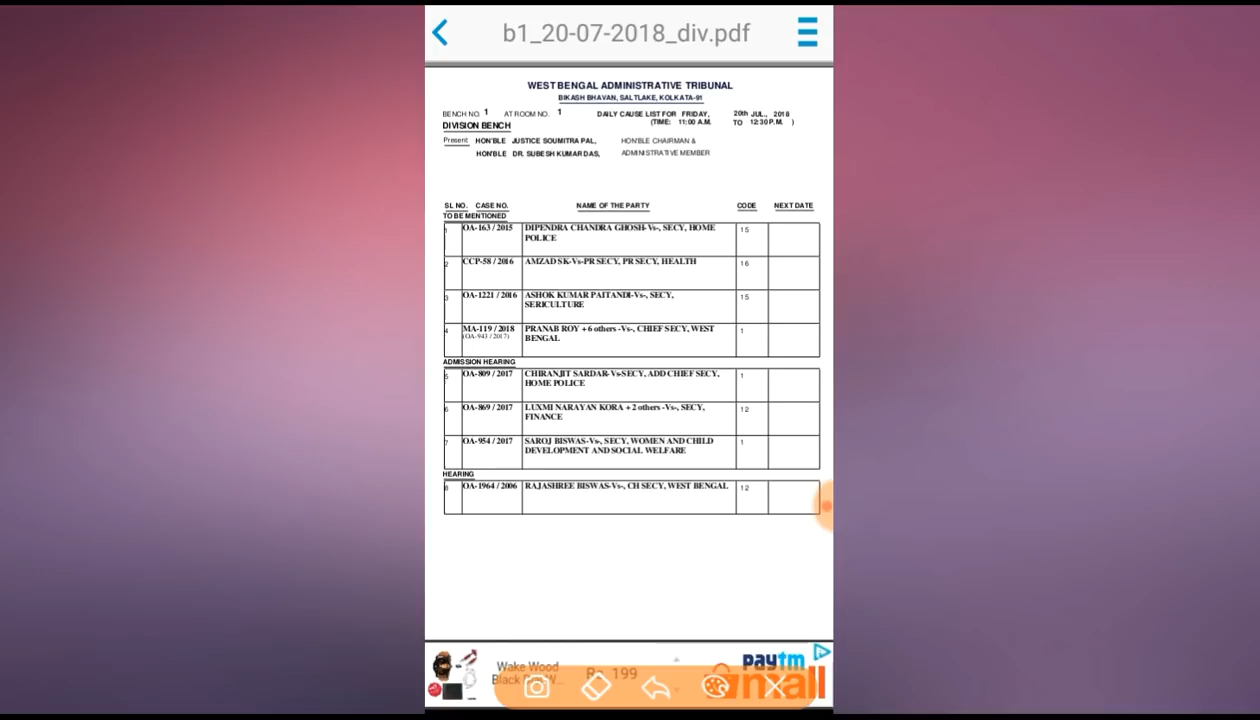 b1_20-07-2018_div.pdf
WEST BENGAL ADMINISTRATIVE TRIBUNAL
BIKASH BHAVAN, SALTLAKE, KOLKATA-91
BENCH NO. 1 AT ROOM NO. 1 DAILY CAUSE LIST FOR FRIDAY, 20th JUL., 2018
DIVISION BENCH (TIME: 11:00 A.M. TO 12:30 P.M. )
Present HON'BLE JUSTICE SOUMITRA PAL, HON'BLE CHAIRMAN &
HON'BLE DR. SUBESH KUMAR DAS, ADMINISTRATIVE MEMBER
SL NO. CASE NO. NAME OF THE PARTY CODE NEXT DATE
TO BE MENTIONED
1 OA-163 / 2015 DIPENDRA CHANDRA GHOSH-Vs-, SECY, HOME 15
POLICE
2 CCP-58 / 2016 AMZAD SK-Vs-PR SECY, PR SECY, HEALTH 16
3 OA-1221 / 2016 ASHOK KUMAR PAITANDI-Vs-, SECY, 15
SERICULTURE
4 MA-119 / 2018 PRANAB ROY + 6 others -Vs-, CHIEF SECY, WEST 1
(OA-943 / 2017) BENGAL
ADMISSION HEARING
5 OA-809 / 2017 CHIRANJIT SARDAR-Vs-SECY, ADD CHIEF SECY, 1
HOME POLICE
6 OA-869 / 2017 LUXMI NARAYAN KORA + 2 others -Vs-, SECY, 12
FINANCE
7 OA-954 / 2017 SAROJ BISWAS-Vs-, SECY, WOMEN AND CHILD 1
DEVELOPMENT AND SOCIAL WELFARE
HEARING
8 OA-1964 / 2006 RAJASHREE BISWAS-Vs-, CH SECY, WEST BENGAL 12
Wake Wood
Black
Rs. 199
paytm
mall